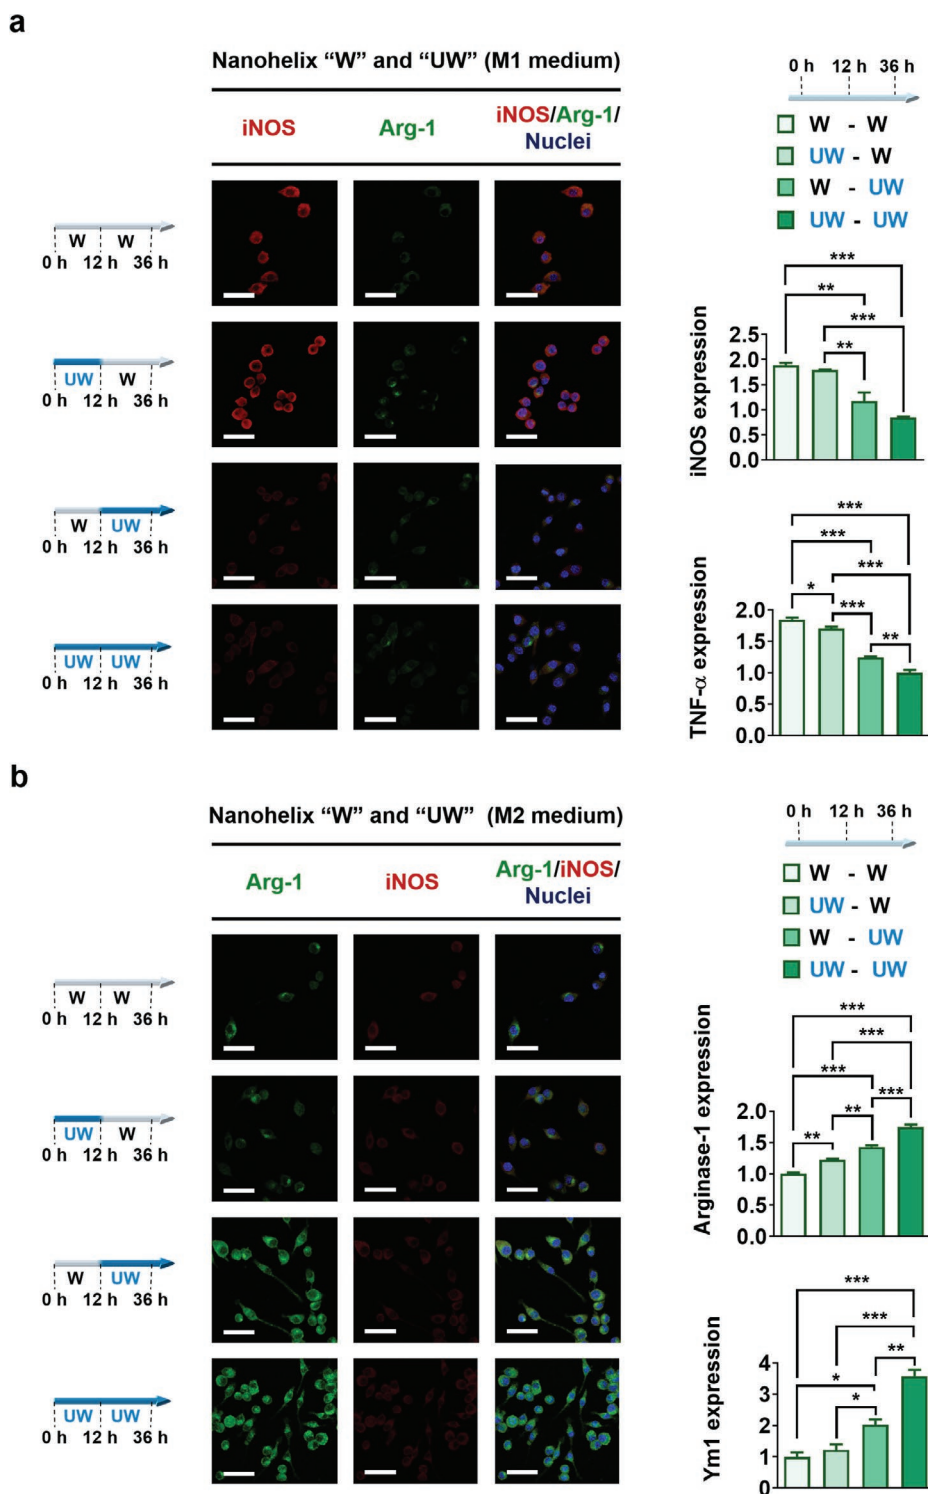 a
Nanohelix “W” and “UW” (M1 medium)
iNOS
Arg-1
iNOS/Arg-1/
Nuclei
W W
0 h 12 h 36 h
UW W
0 h 12 h 36 h
W UW
0 h 12 h 36 h
UW UW
0 h 12 h 36 h
0 h 12 h 36 h
W - W
UW - W
W - UW
UW - UW
***
**
***
**
iNOS expression
2.5
2.0
1.5
1.0
0.5
0.0
***
***
***
*
***
**
TNF-α expression
2.0
1.5
1.0
0.5
0.0
b
Nanohelix “W” and “UW” (M2 medium)
Arg-1
iNOS
Arg-1/iNOS/
Nuclei
W W
0 h 12 h 36 h
UW W
0 h 12 h 36 h
W UW
0 h 12 h 36 h
UW UW
0 h 12 h 36 h
0 h 12 h 36 h
W - W
UW - W
W - UW
UW - UW
***
***
***
***
**
**
Arginase-1 expression
2.0
1.5
1.0
0.5
0.0
***
***
**
*
*
Ym1 expression
4
3
2
1
0